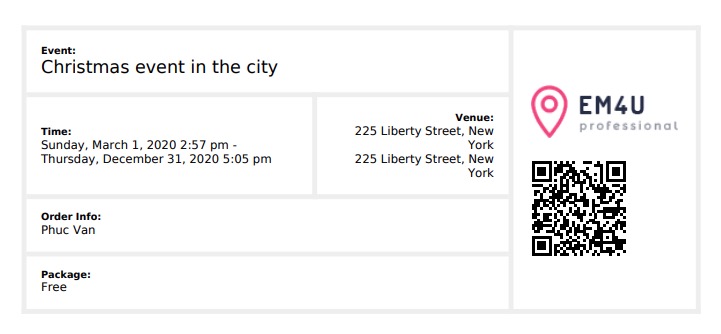 Event:
Christmas event in the city
Time:
Sunday, March 1, 2020 2:57 pm -
Thursday, December 31, 2020 5:05 pm
Venue:
225 Liberty Street, New
York
225 Liberty Street, New
York
Order Info:
Phuc Van
Package:
Free
EM4U
professional